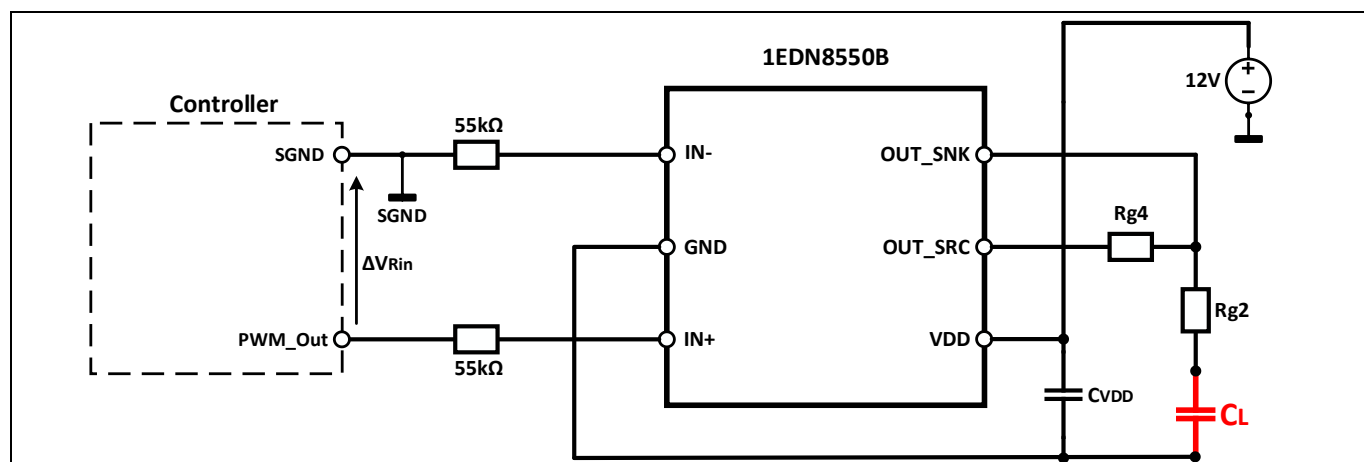 1EDN8550B
12V
+
−
Controller
55kΩ
SGND
IN-
OUT_SNK
SGND
Rg4
GND
OUT_SRC
ΔVRin
Rg2
PWM_Out
IN+
VDD
55kΩ
CVDD
CL